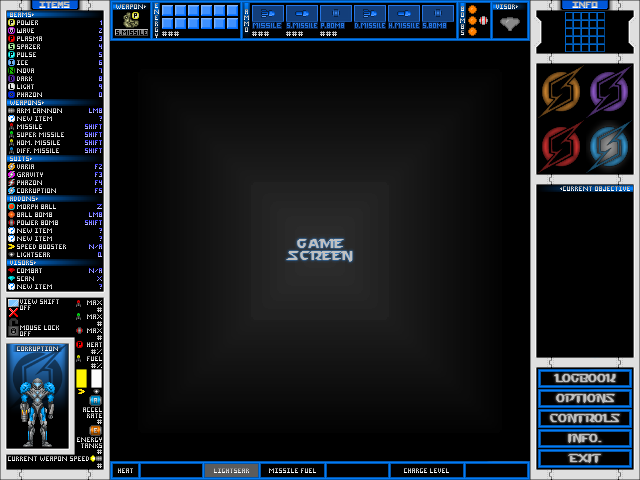 ITEMS
BEAMS
POWER 1
WAVE 2
PLASMA 3
SPAZER 4
PULSE 5
ICE 6
NOVA 7
DARK 8
LIGHT 9
PHAZON 0
WEAPONS
ARM CANNON LMB
NEW ITEM ?
MISSILE SHIFT
SUPER MISSILE SHIFT
HOM. MISSILE SHIFT
DIFF. MISSILE SHIFT
SUITS
VARIA F2
GRAVITY F3
PHAZON F4
CORRUPTION F5
ADDONS
MORPH BALL Z
BALL BOMB LMB
POWER BOMB SHIFT
NEW ITEM ?
NEW ITEM ?
SPEED BOOSTER N/A
LIGHTSEAR Q
VISORS
COMBAT N/A
SCAN X
NEW ITEM ?
VIEW SHIFT
OFF
MOUSE LOCK
OFF
MAX
#
MAX
#
MAX
#
HEAT
#%
FUEL
#%
ACCEL
RATE
#
ENERGY
TANKS
#
CORRUPTION
CURRENT WEAPON SPEED
#
WEAPON
S.MISSILE
ENERGY
###
AMMO
MISSILE
S.MISSILE
P.BOMB
D.MISSILE
H.MISSILE
S.BOMB
### ### ###
BOMBS
VISOR
GAME
SCREEN
HEAT
LIGHTSEAR
MISSILE FUEL
CHARGE LEVEL
INFO
CURRENT OBJECTIVE
LOGBOOK
OPTIONS
CONTROLS
INFO.
EXIT